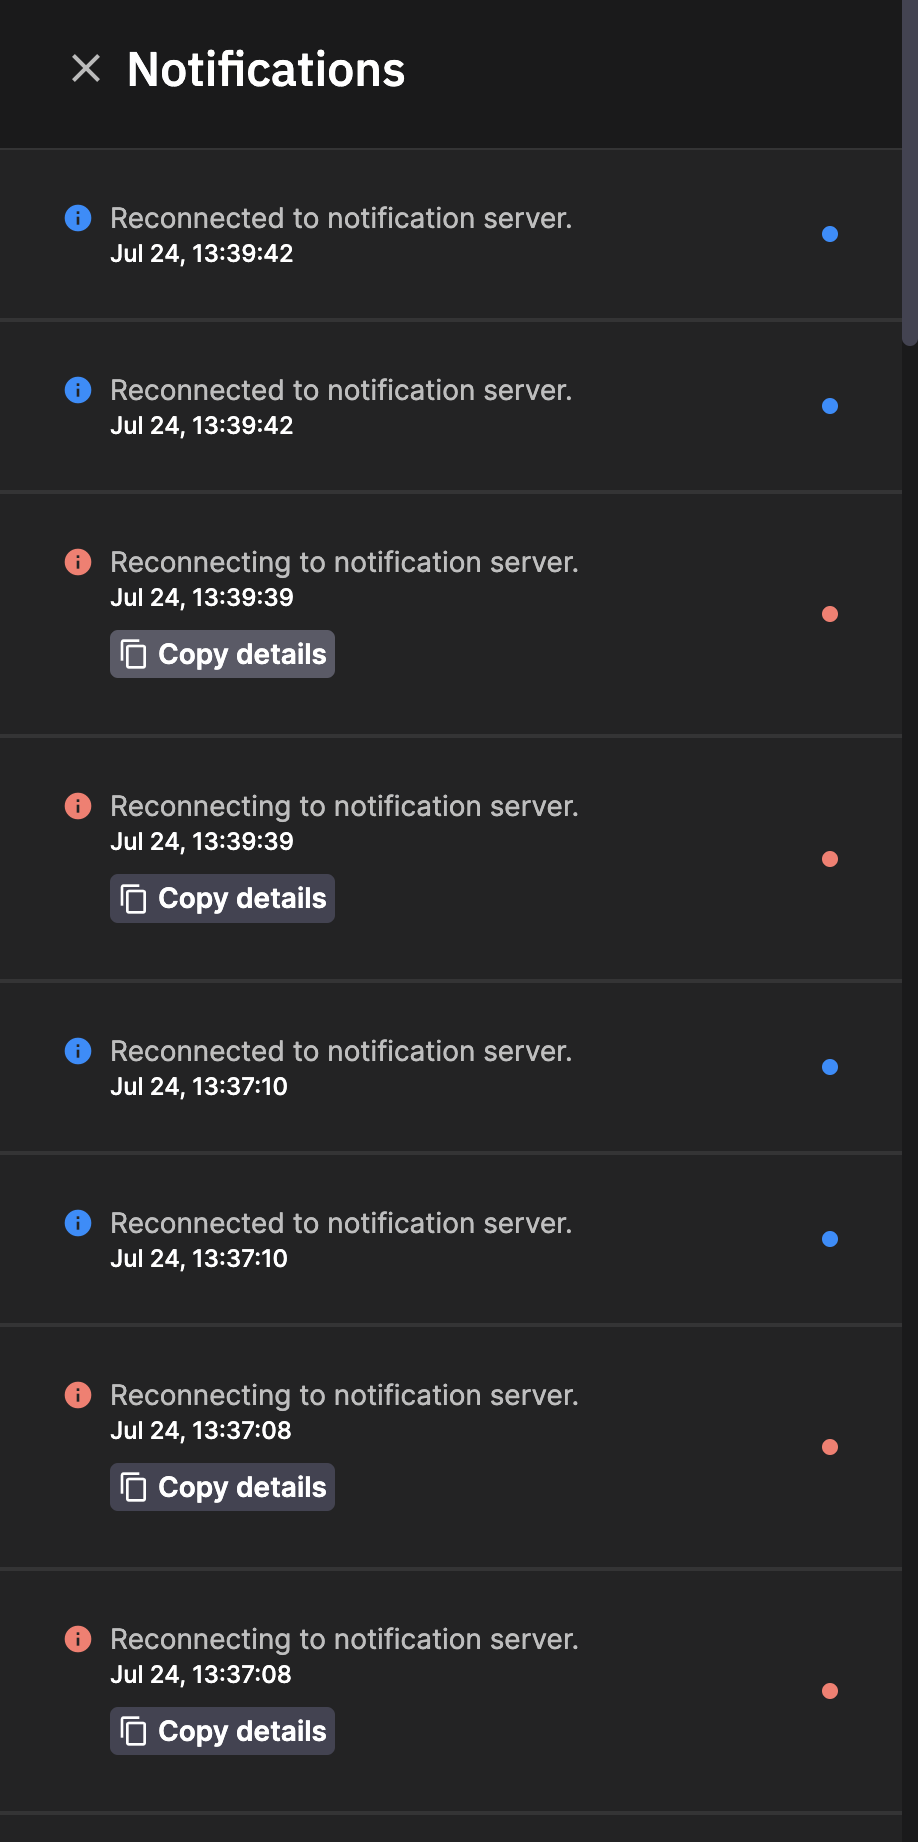 Notifications
Reconnected to notification server.
Jul 24, 13:39:42
Reconnected to notification server.
Jul 24, 13:39:42
Reconnecting to notification server.
Jul 24, 13:39:39
Copy details
Reconnecting to notification server.
Jul 24, 13:39:39
Copy details
Reconnected to notification server.
Jul 24, 13:37:10
Reconnected to notification server.
Jul 24, 13:37:10
Reconnecting to notification server.
Jul 24, 13:37:08
Copy details
Reconnecting to notification server.
Jul 24, 13:37:08
Copy details